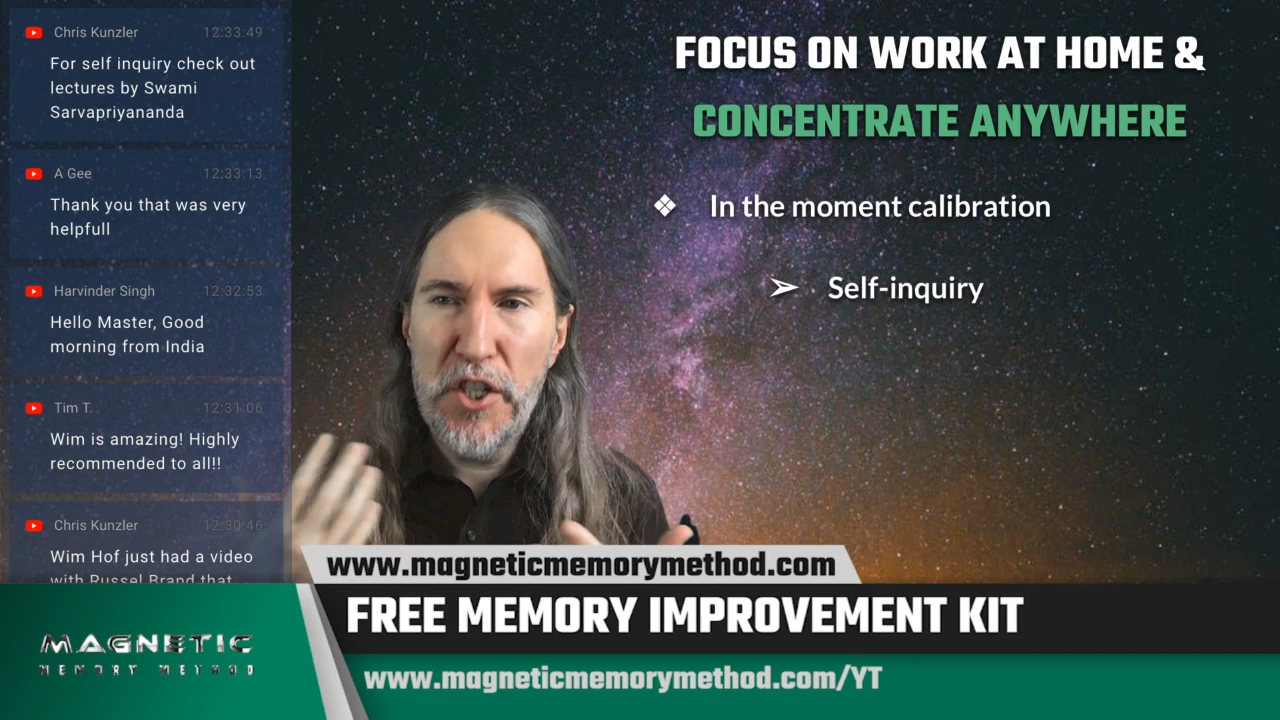 Chris Kunzler 12:33:49
For self inquiry check out
lectures by Swami
Sarvapriyananda
A Gee 12:33:13
Thank you that was very
helpfull
Harvinder Singh 12:32:53
Hello Master, Good
morning from India
Tim T. 12:31:06
Wim is amazing! Highly
recommended to all!!
Chris Kunzler 12:30:46
Wim Hof just had a video
with Russel Brand that
FOCUS ON WORK AT HOME &
CONCENTRATE ANYWHERE
❖ In the moment calibration
➢ Self-inquiry
www.magneticmemorymethod.com
FREE MEMORY IMPROVEMENT KIT
www.magneticmemorymethod.com/YT
MAGNETIC
MEMORY METHOD